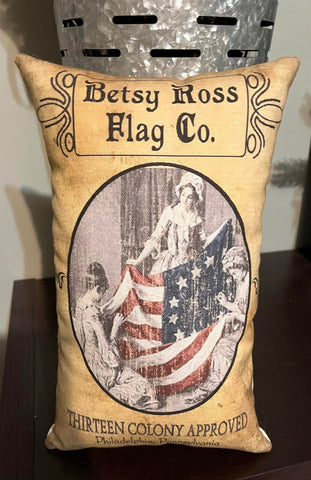 Betsy Ross
Flag Co.
THIRTEEN COLONY APPROVED
Philadelphia, Pennsylvania